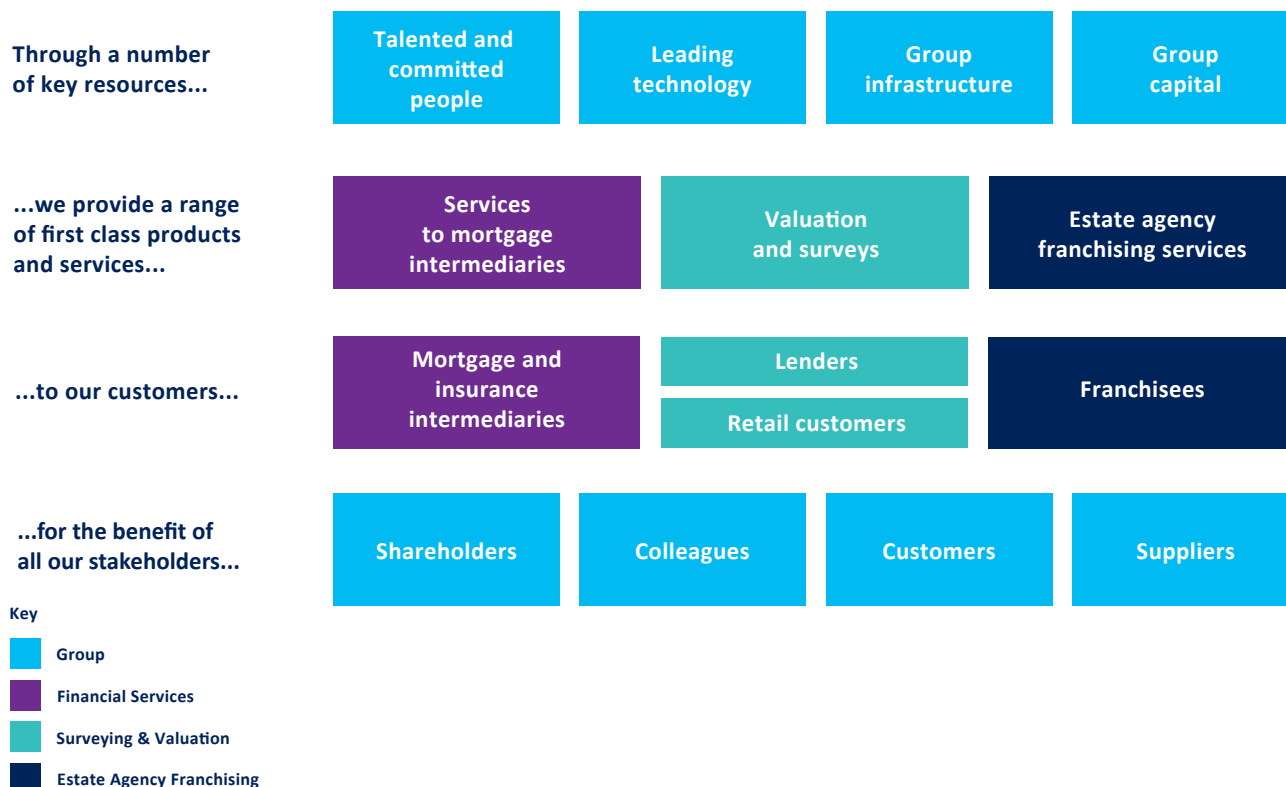 Through a number
of key resources...
Talented and
committed
people
Leading
technology
Group
infrastructure
Group
capital
...we provide a range
of first class products
and services...
Services
to mortgage
intermediaries
Valuation
and surveys
Estate agency
franchising services
...to our customers...
Mortgage and
insurance
intermediaries
Lenders
Retail customers
Franchisees
...for the benefit of
all our stakeholders...
Shareholders
Colleagues
Customers
Suppliers
Key
Group
Financial Services
Surveying & Valuation
Estate Agency Franchising